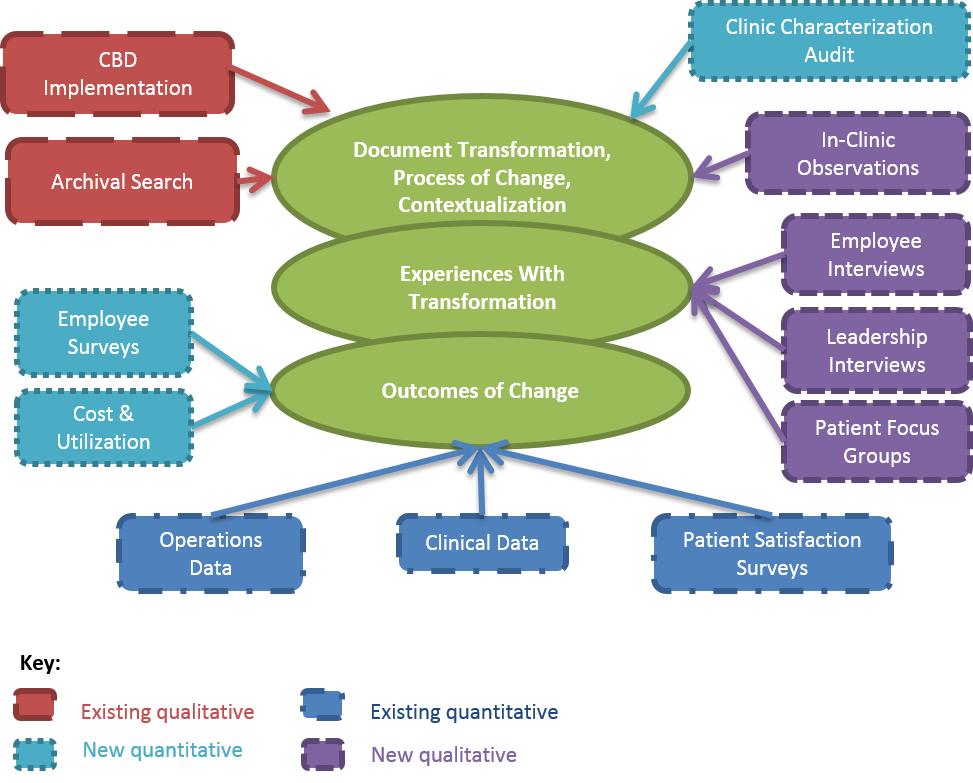 CBD
Implementation
Clinic Characterization
Audit
Archival Search
Document Transformation,
Process of Change,
Contextualization
In-Clinic
Observations
Experiences With
Transformation
Employee
Interviews
Employee
Surveys
Leadership
Interviews
Outcomes of Change
Cost &
Utilization
Patient Focus
Groups
Operations
Data
Clinical Data
Patient Satisfaction
Surveys
Key:
Existing qualitative
Existing quantitative
New quantitative
New qualitative